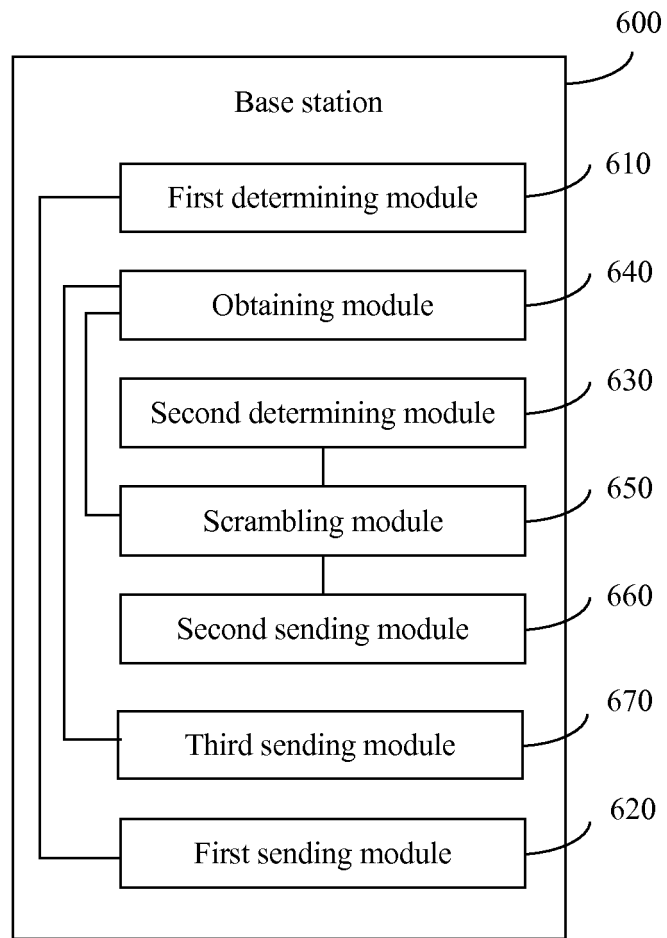 600
Base station
610
First determining module
640
Obtaining module
630
Second determining module
650
Scrambling module
660
Second sending module
670
Third sending module
620
First sending module